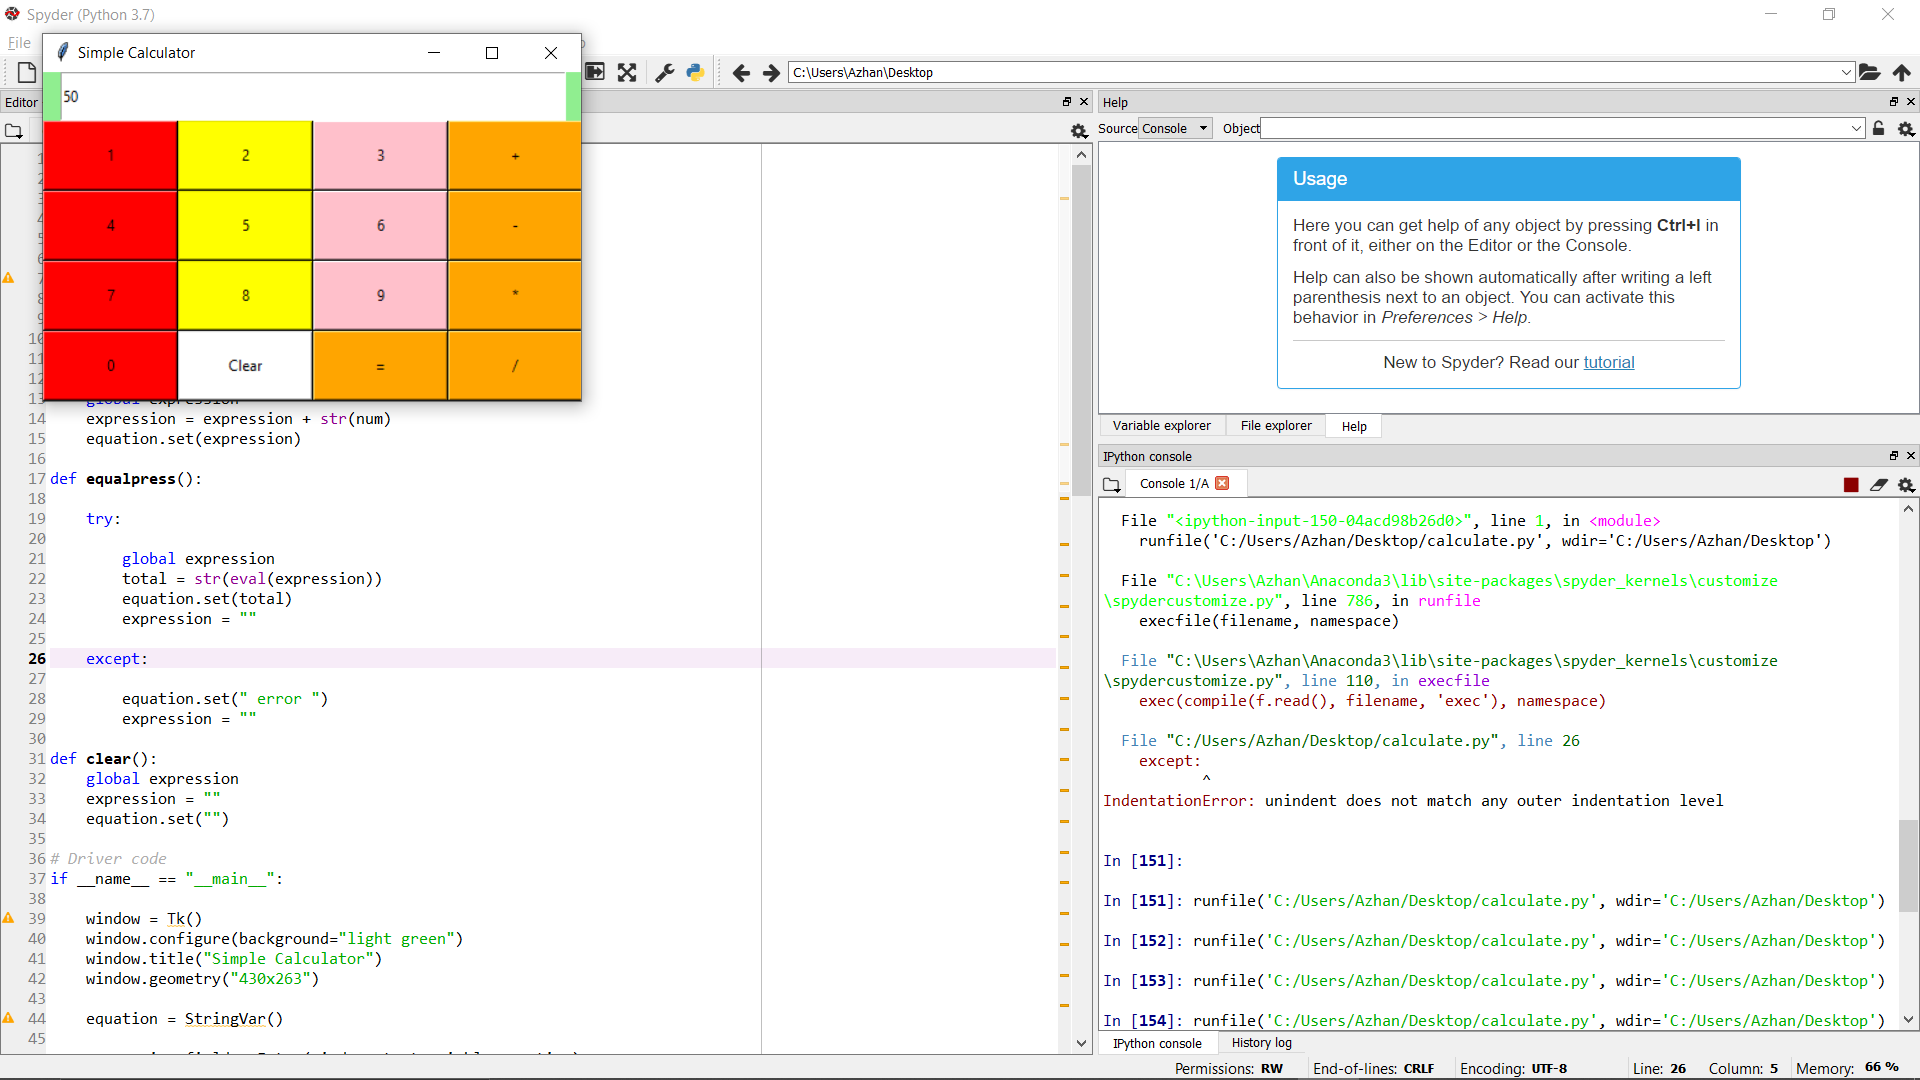 Spyder (Python 3.7)
File
Simple Calculator
50
1 2 3 +
4 5 6 -
7 8 9 *
0 Clear = /
C:\Users\Azhan\Desktop
Editor
13
14 expression = expression + str(num)
15 equation.set(expression)
16
17 def equalpress():
18
19 try:
20
21 global expression
22 total = str(eval(expression))
23 equation.set(total)
24 expression = ""
25
26 except:
27
28 equation.set(" error ")
29 expression = ""
30
31 def clear():
32 global expression
33 expression = ""
34 equation.set("")
35
36 # Driver code
37 if __name__ == "__main__":
38
39 window = Tk()
40 window.configure(background="light green")
41 window.title("Simple Calculator")
42 window.geometry("430x263")
43
44 equation = StringVar()
45
Help
Source Console Object
Usage
Here you can get help of any object by pressing Ctrl+I in
front of it, either on the Editor or the Console.
Help can also be shown automatically after writing a left
parenthesis next to an object. You can activate this
behavior in Preferences > Help.
New to Spyder? Read our tutorial
Variable explorer File explorer Help
IPython console
Console 1/A
File "<ipython-input-150-04acd98b26d0>", line 1, in <module>
runfile('C:/Users/Azhan/Desktop/calculate.py', wdir='C:/Users/Azhan/Desktop')
File "C:\Users\Azhan\Anaconda3\lib\site-packages\spyder_kernels\customize
\spydercustomize.py", line 786, in runfile
execfile(filename, namespace)
File "C:\Users\Azhan\Anaconda3\lib\site-packages\spyder_kernels\customize
\spydercustomize.py", line 110, in execfile
exec(compile(f.read(), filename, 'exec'), namespace)
File "C:/Users/Azhan/Desktop/calculate.py", line 26
except:
^
IndentationError: unindent does not match any outer indentation level
In [151]:
In [151]: runfile('C:/Users/Azhan/Desktop/calculate.py', wdir='C:/Users/Azhan/Desktop')
In [152]: runfile('C:/Users/Azhan/Desktop/calculate.py', wdir='C:/Users/Azhan/Desktop')
In [153]: runfile('C:/Users/Azhan/Desktop/calculate.py', wdir='C:/Users/Azhan/Desktop')
In [154]: runfile('C:/Users/Azhan/Desktop/calculate.py', wdir='C:/Users/Azhan/Desktop')
IPython console History log
Permissions: RW End-of-lines: CRLF Encoding: UTF-8 Line: 26 Column: 5 Memory: 66 %